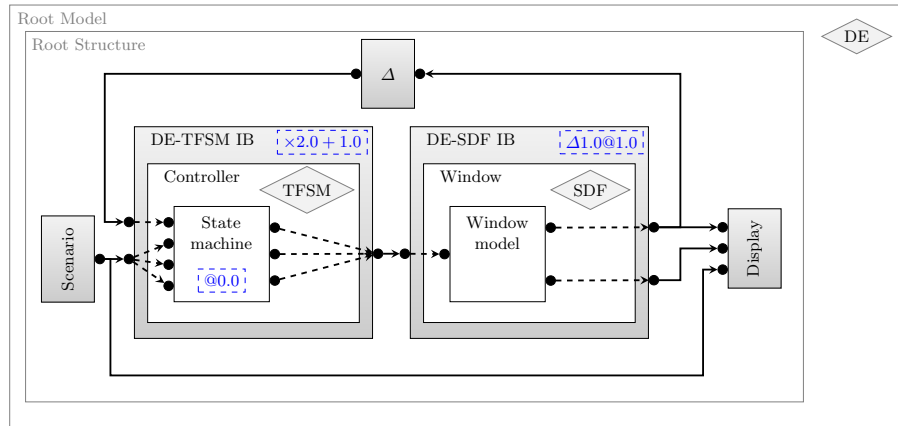 Root Model
Root Structure
DE
Δ
DE-TFSM IB
×2.0 + 1.0
DE-SDF IB
Δ1.0@1.0
Controller
TFSM
Window
SDF
Scenario
State
machine
@0.0
Window
model
Display